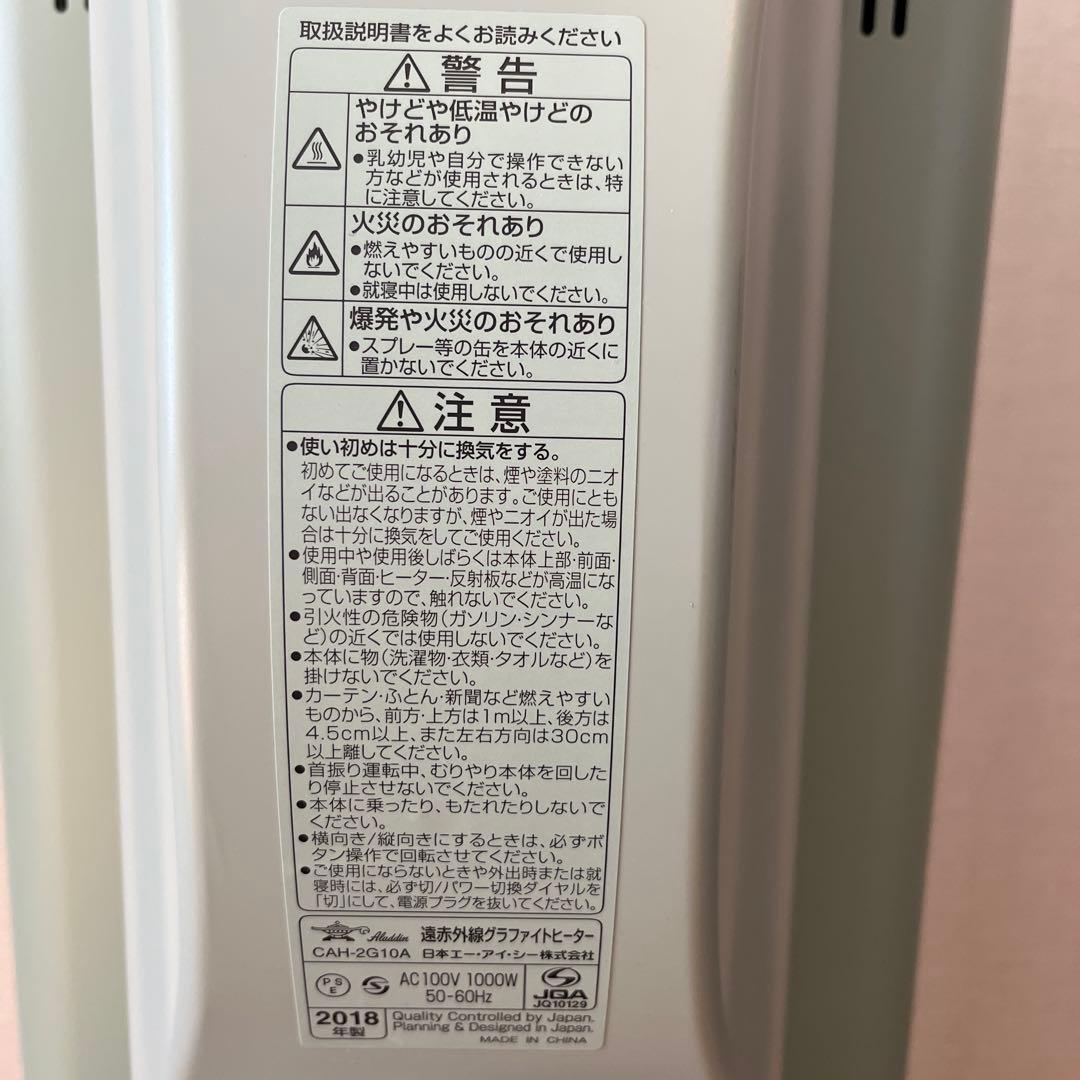 取扱説明書をよくお読みください
警告
やけどや低温やけどの
おそれあり
●乳幼児や自分で操作できない
方などが使用されるときは、特
に注意してください。
火災のおそれあり
●燃えやすいものの近くで使用し
ないでください。
●就寝中は使用しないでください。
爆発や火災のおそれあり
●スプレー等の缶を本体の近くに
置かないでください。
注意
●使い初めは十分に換気をする。
初めてご使用になるときは、煙や塗料のニオ
イなどが出ることがあります。ご使用にとも
ない出なくなりますが、煙やニオイが出た場
合は十分に換気をしてご使用ください。
●使用中や使用後しばらくは本体上部・前面・
側面・背面・ヒーター・反射板などが高温にな
っていますので、触れないでください。
●引火性の危険物(ガソリン・シンナーな
ど)の近くでは使用しないでください。
●本体に物(洗濯物・衣類・タオルなど)を
掛けないでください。
●カーテン・ふとん・新聞など燃えやすい
ものから、前方・上方は1m以上、後方は
4.5cm以上、また左右方向は30cm
以上離してください。
●首振り運転中、むりやり本体を回した
り停止させないでください。
●本体に乗ったり、もたれたりしないで
ください。
●横向き/縦向きにするときは、必ずボ
タン操作で回転させてください。
●ご使用にならないときや外出時または就
寝時には、必ず切/パワー切換ダイヤルを
「切」にして、電源プラグを抜いてください。
Aladdin 遠赤外線グラファイトヒーター
CAH-2G10A 日本エー・アイ・シー株式会社
PSE AC100V 1000W
50-60Hz
JQA
JQ10129
2018
年製
Quality Controlled by Japan.
Planning & Designed in Japan.
MADE IN CHINA